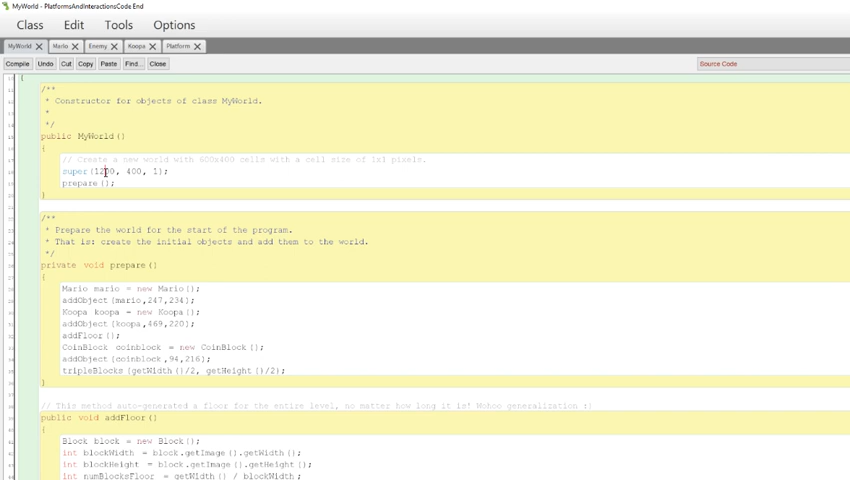 MyWorld - PlatformsAndInteractionsCode End
Class Edit Tools Options
MyWorld Mario Enemy Koopa Platform
Compile Undo Cut Copy Paste Find... Close Source Code
{
/**
* Constructor for objects of class MyWorld.
*
*/
public MyWorld()
{
// Create a new world with 600x400 cells with a cell size of 1x1 pixels.
super(1200, 400, 1);
prepare();
}
/**
* Prepare the world for the start of the program.
* That is: create the initial objects and add them to the world.
*/
private void prepare()
{
Mario mario = new Mario();
addObject(mario,247,234);
Koopa koopa = new Koopa();
addObject(koopa,469,220);
addFloor();
CoinBlock coinblock = new CoinBlock();
addObject(coinblock,94,216);
tripleBlocks(getWidth()/2, getHeight()/2);
}
// This method auto-generated a floor for the entire level, no matter how long it is! Wohoo generalization :)
public void addFloor()
{
Block block = new Block();
int blockWidth = block.getImage().getWidth();
int blockHeight = block.getImage().getHeight();
int numBlocksFloor = getWidth() / blockWidth;